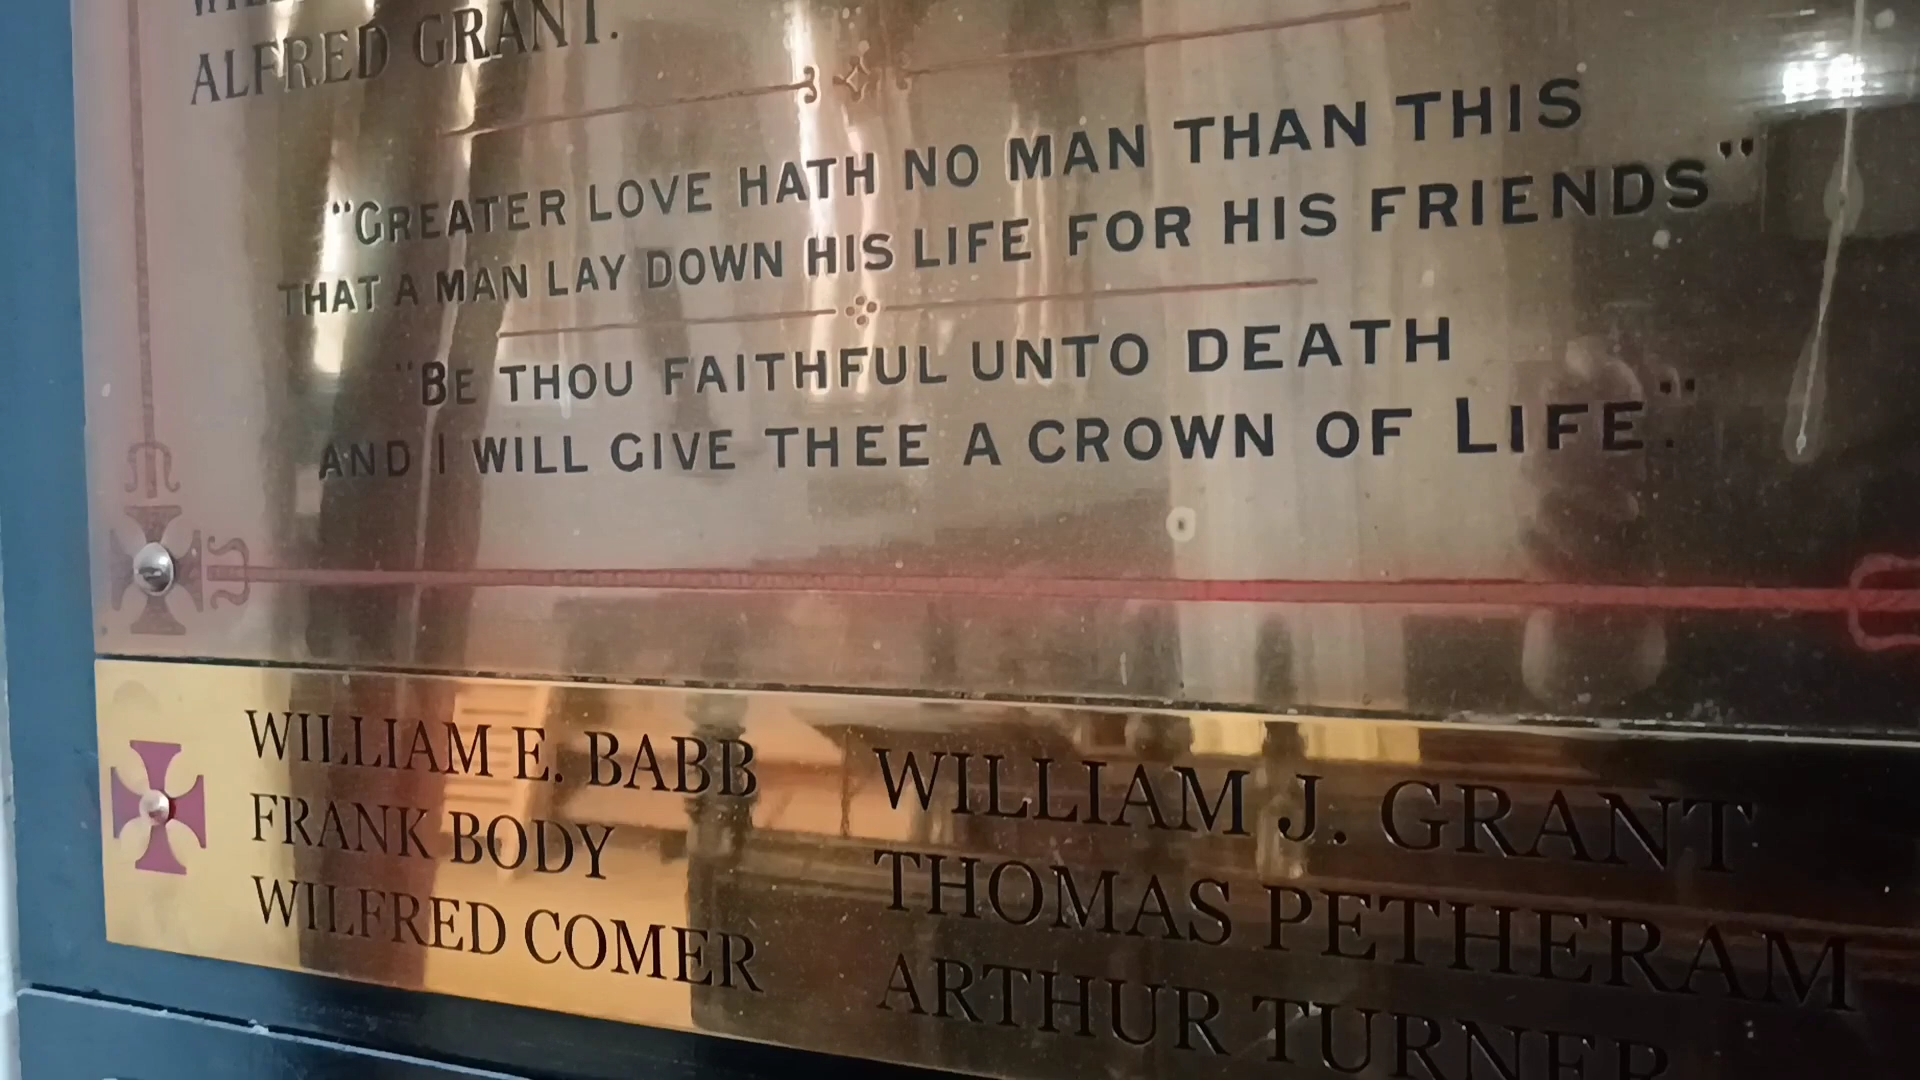 ALFRED GRANT.
"GREATER LOVE HATH NO MAN THAN THIS
THAT A MAN LAY DOWN HIS LIFE FOR HIS FRIENDS"
"BE THOU FAITHFUL UNTO DEATH
AND I WILL GIVE THEE A CROWN OF LIFE."
WILLIAM E. BABB
FRANK BODY
WILFRED COMER
WILLIAM J. GRANT
THOMAS PETHERAM
ARTHUR TURNER